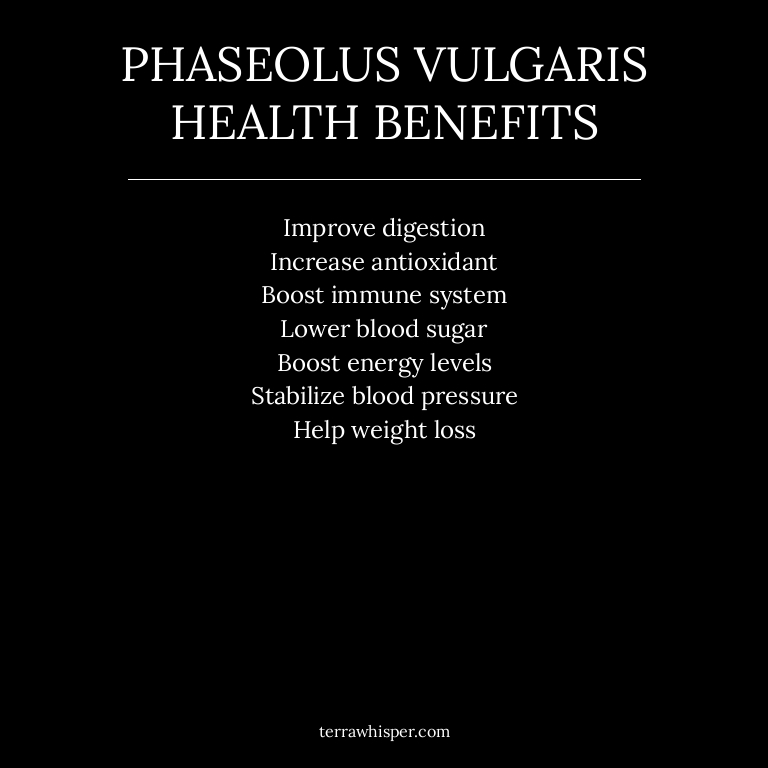 PHASEOLUS VULGARIS
HEALTH BENEFITS
Improve digestion
Increase antioxidant
Boost immune system
Lower blood sugar
Boost energy levels
Stabilize blood pressure
Help weight loss
terrawhisper.com